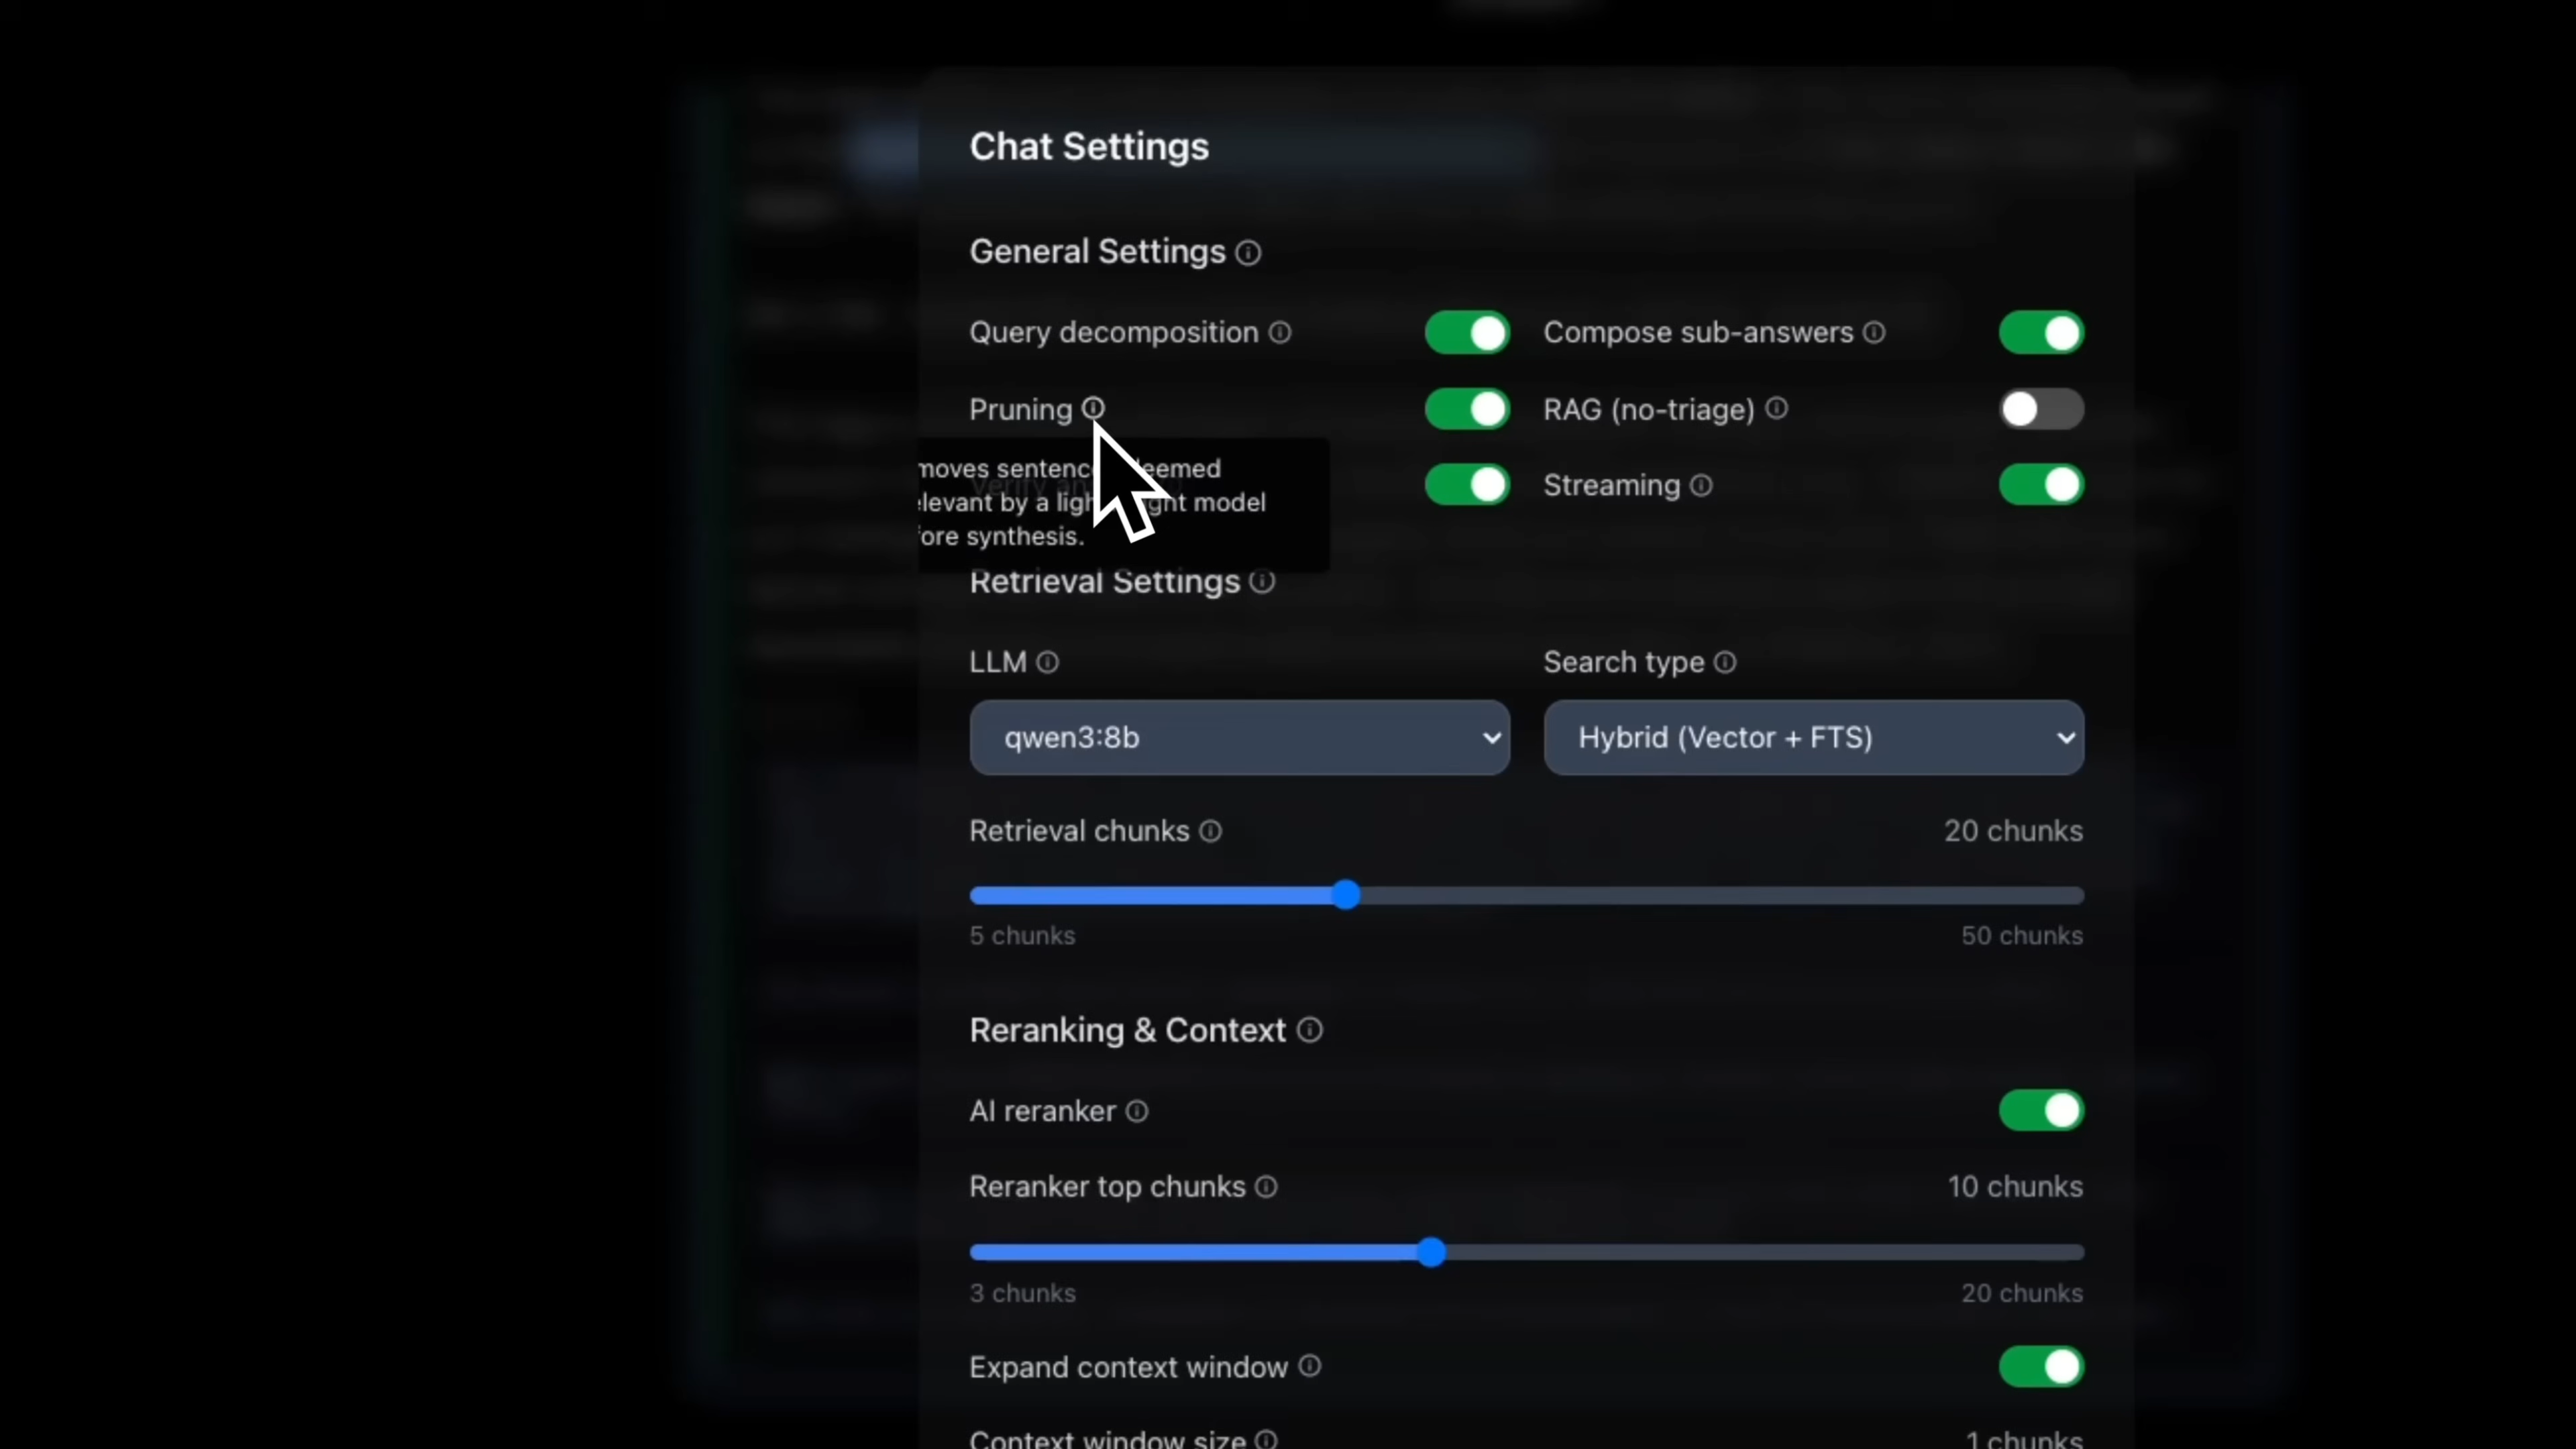 Chat Settings
General Settings
Query decomposition
Compose sub-answers
Pruning
RAG (no-triage)
moves sentenc eemed
elevant by a lig ght model
fore synthesis.
Streaming
Retrieval Settings
LLM
Search type
qwen3:8b
Hybrid (Vector + FTS)
Retrieval chunks
20 chunks
5 chunks
50 chunks
Reranking & Context
AI reranker
Reranker top chunks
10 chunks
3 chunks
20 chunks
Expand context window
Context window size
1 chunks